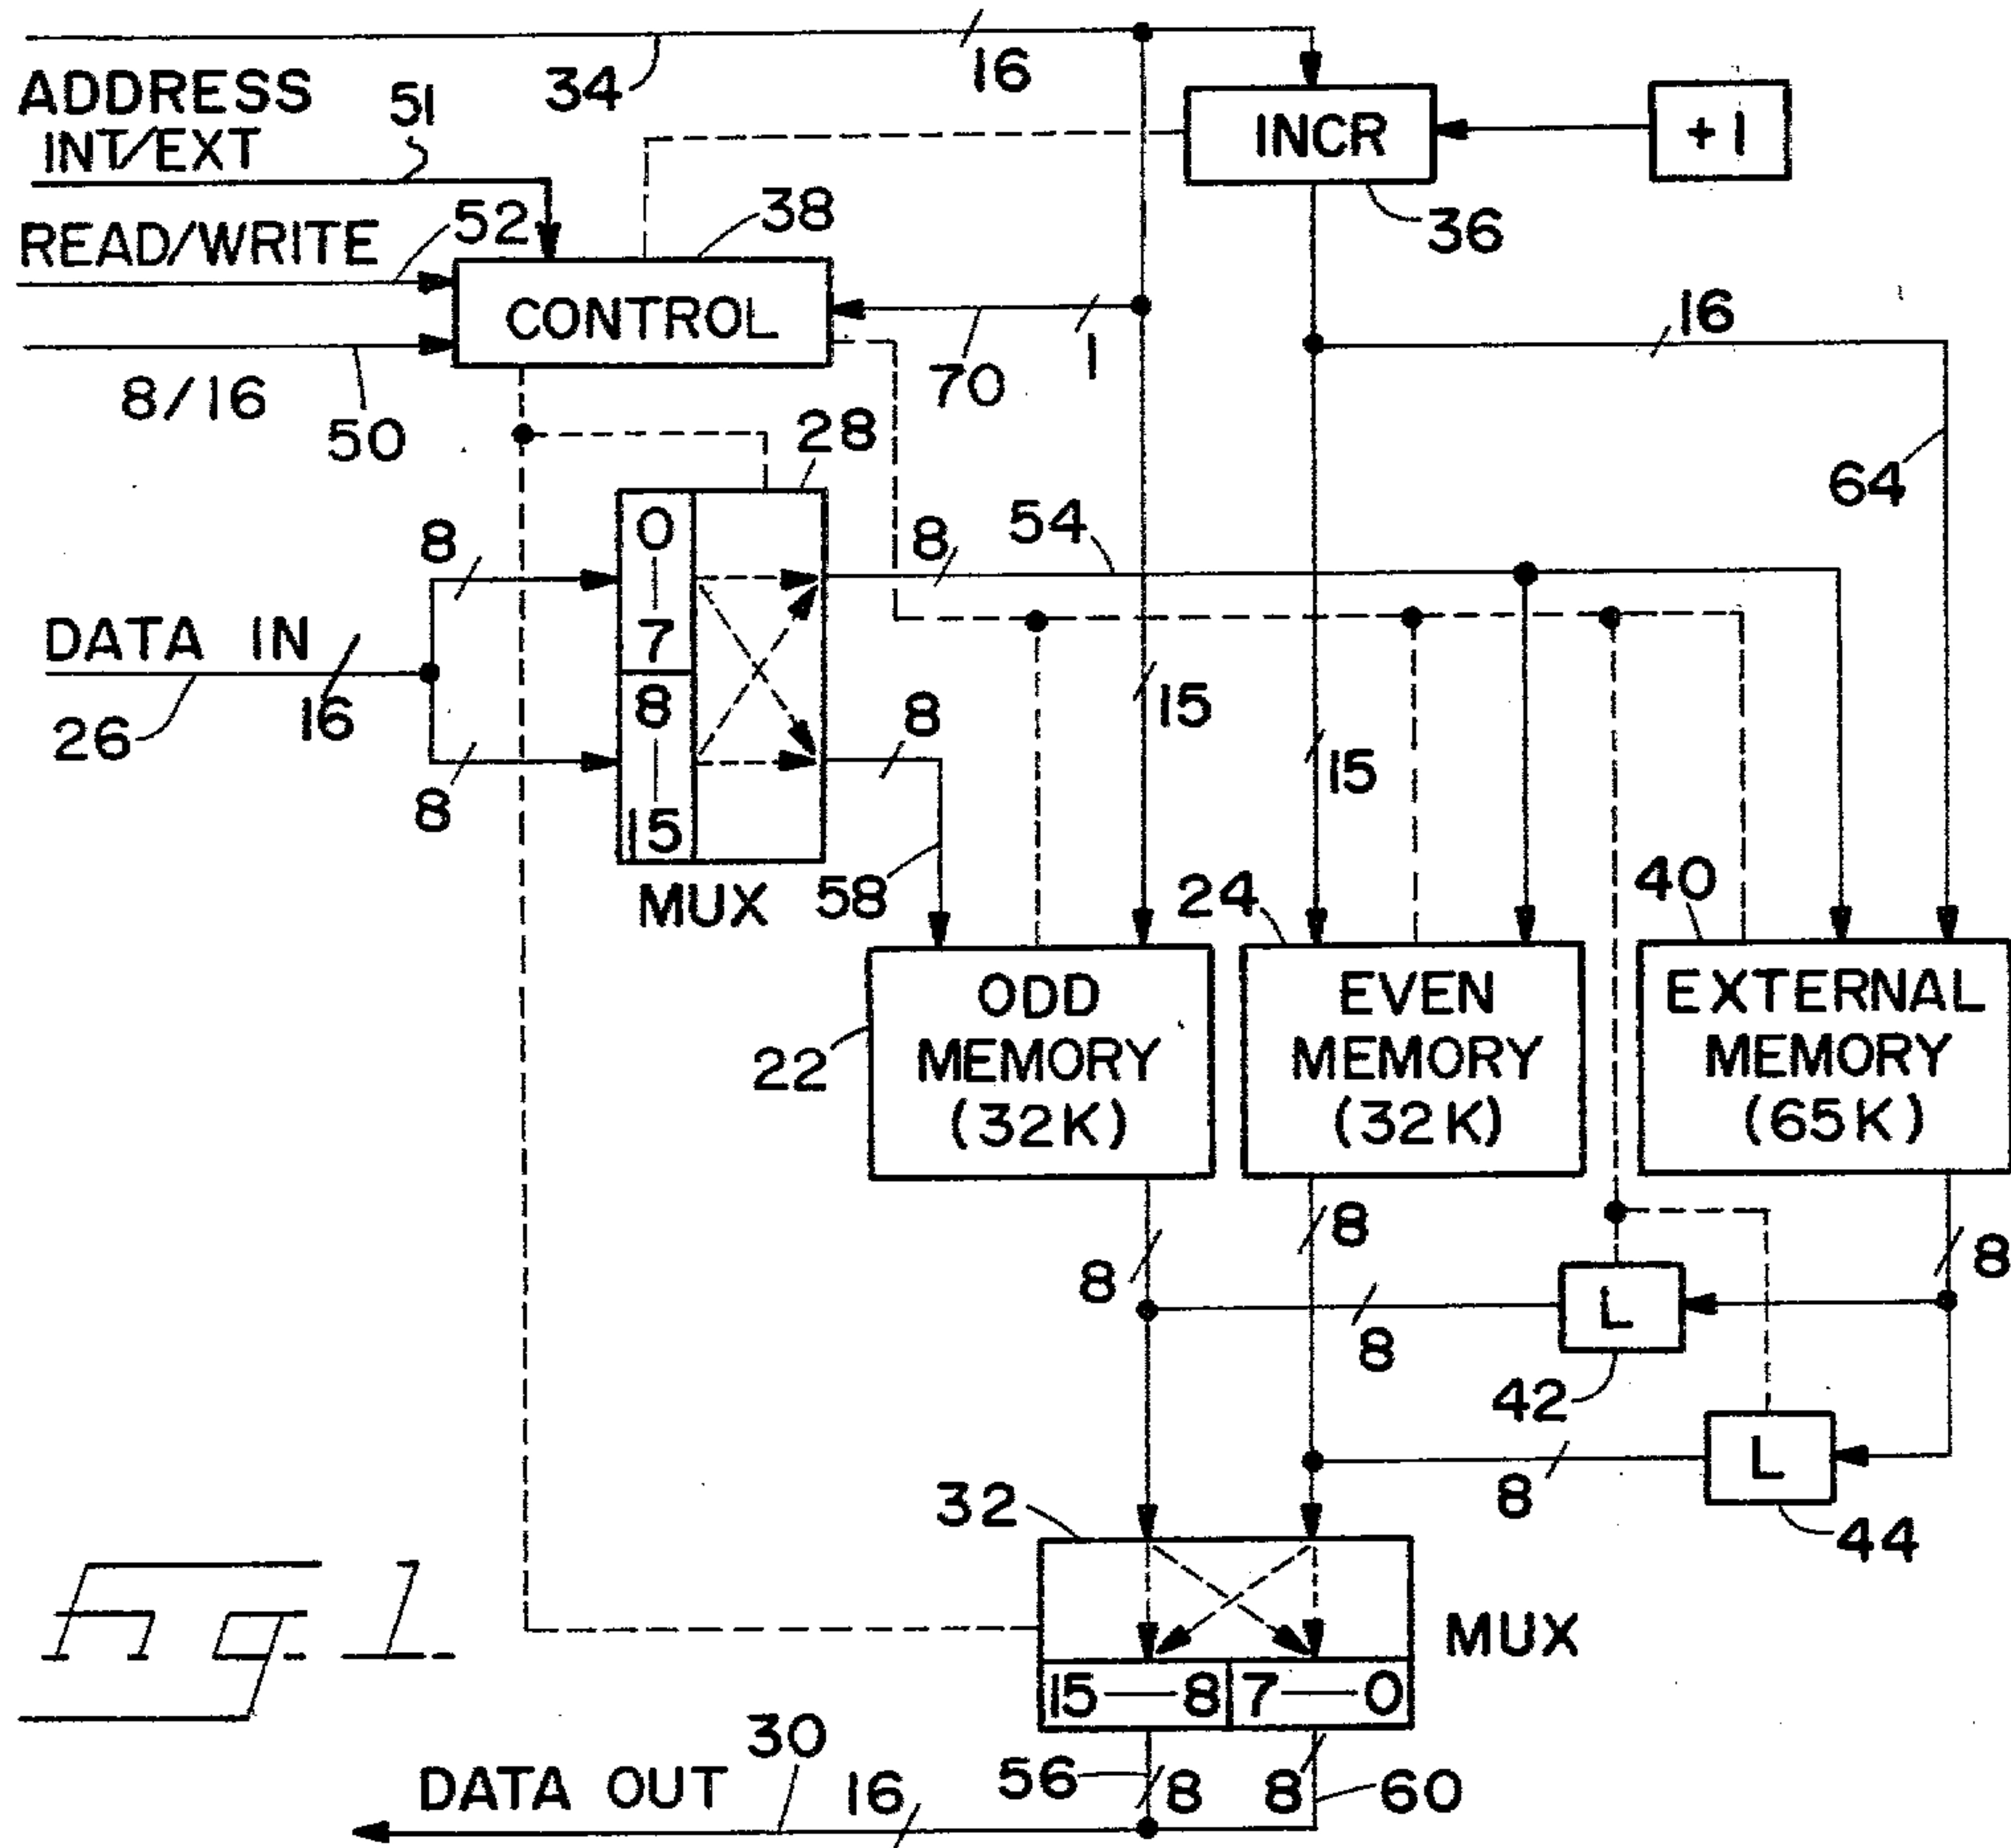 16
34
ADDRESS
51
INT/EXT
INCR
+1
36
READ/WRITE
52
38
CONTROL
16
70
1
8/16
50
28
64
8
0
7
8
15
8
54
DATA IN
26
16
8
8
15
15
MUX
58
24
40
22
ODD
MEMORY
(32K)
EVEN
MEMORY
(32K)
EXTERNAL
MEMORY
(65K)
8
8
8
8
L
42
8
L
44
32
MUX
15
8
7
0
Fig. 1.
DATA OUT
30
16
56
8
8
60